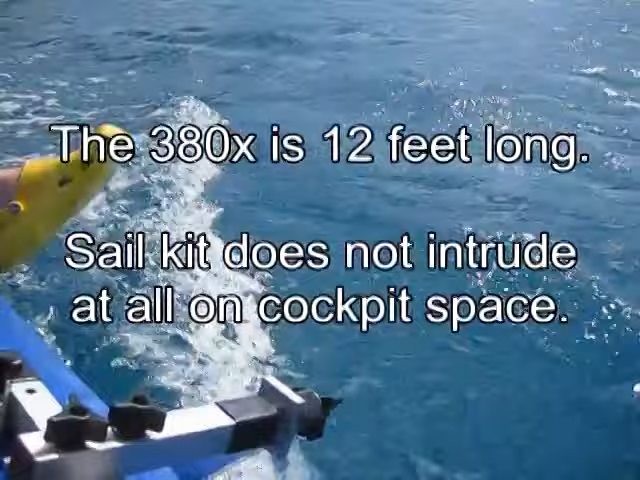 The 380x is 12 feet long.
Sail kit does not intrude
at all on cockpit space.